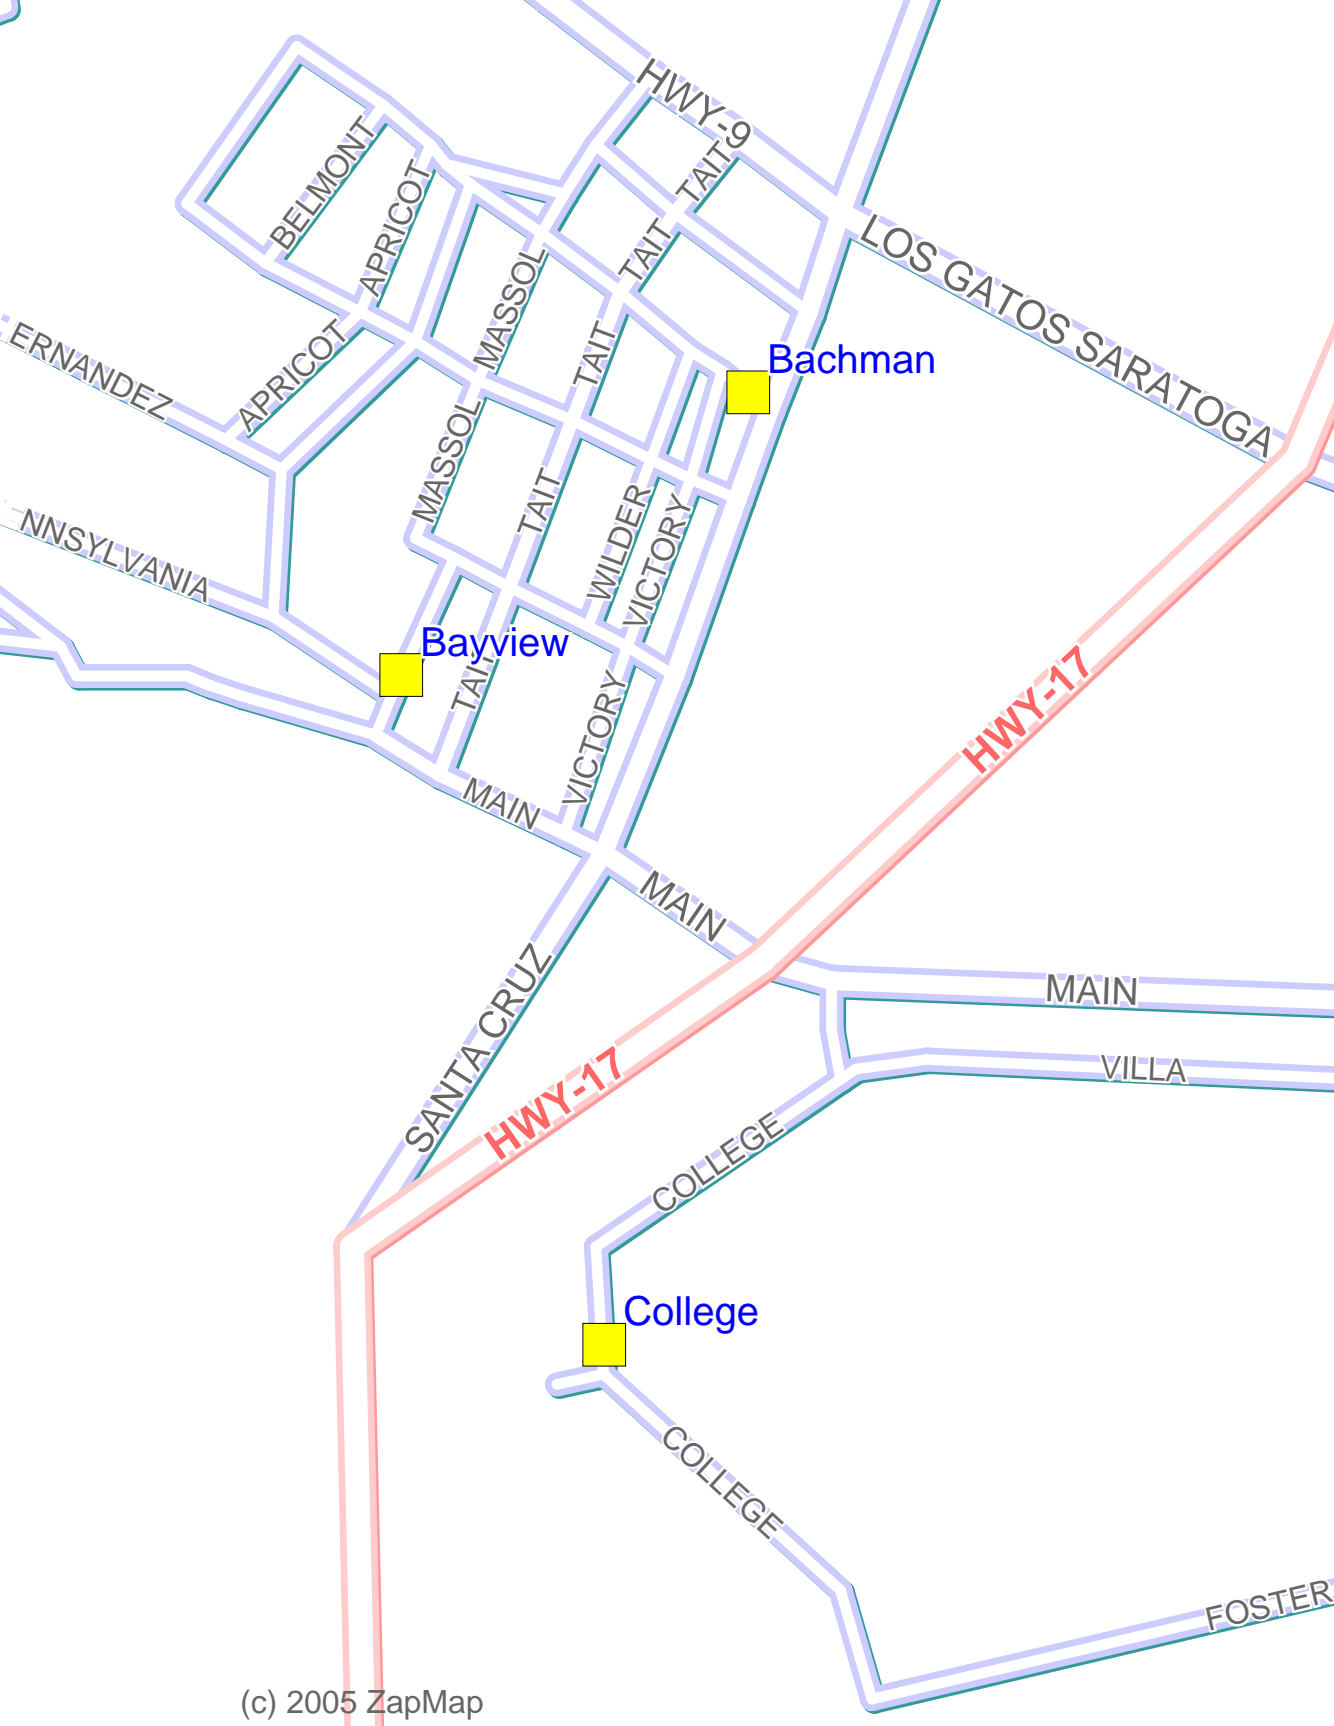 HWY-9
TAIT
BELMONT
APRICOT
TAIT
LOS GATOS SARATOGA
MASSOL
ERNANDEZ
APRICOT
TAIT
Bachman
MASSOL
TAIT
NNSYLVANIA
WILDER
VICTORY
Bayview
TAIT
VICTORY
HWY-17
MAIN
MAIN
SANTA CRUZ
MAIN
HWY-17
VILLA
COLLEGE
College
COLLEGE
FOSTER
(c) 2005 ZapMap